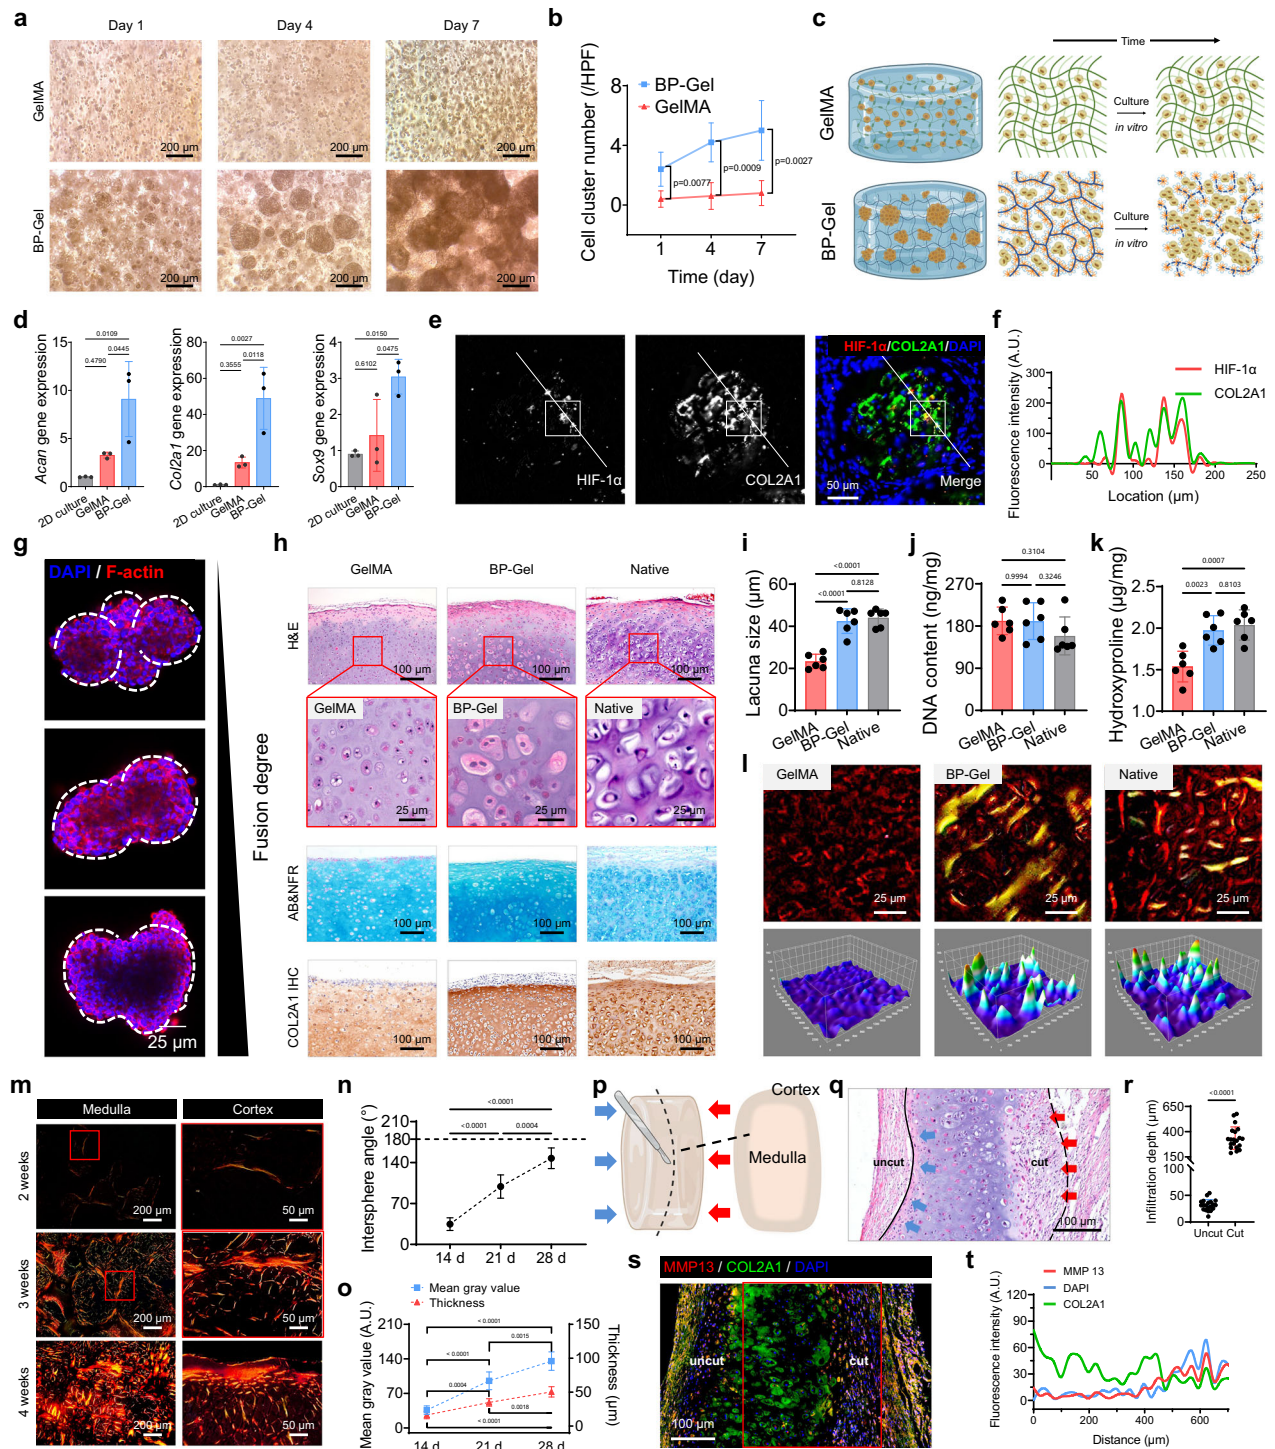 a
Day 1
Day 4
Day 7
GelMA
200 µm
200 µm
200 µm
BP-Gel
200 µm
200 µm
200 µm
b
Cell cluster number (/HPF)
8
4
0
BP-Gel
GelMA
p=0.0077
p=0.0009
p=0.0027
1
4
7
Time (day)
c
Time
GelMA
Culture
in vitro
BP-Gel
Culture
in vitro
d
Acan gene expression
15
10
5
0
0.0109
0.0445
0.4790
2D culture
GelMA
BP-Gel
Col2a1 gene expression
80
60
40
20
0
0.0027
0.0118
0.3555
2D culture
GelMA
BP-Gel
Sox9 gene expression
4
3
2
1
0
0.0150
0.0475
0.6102
2D culture
GelMA
BP-Gel
e
HIF-1α
COL2A1
HIF-1α/COL2A1/DAPI
50 µm
Merge
f
Fluorescence intensity (A.U.)
300
200
100
0
HIF-1α
COL2A1
50
100
150
200
250
Location (µm)
g
DAPI / F-actin
25 µm
Fusion degree
h
GelMA
BP-Gel
Native
H&E
100 µm
100 µm
100 µm
GelMA
BP-Gel
Native
25 µm
25 µm
25 µm
AB&NFR
100 µm
100 µm
100 µm
COL2A1 IHC
100 µm
100 µm
100 µm
i
Lacuna size (µm)
60
40
20
0
<0.0001
0.8128
<0.0001
GelMA
BP-Gel
Native
j
DNA content (ng/mg)
270
180
90
0
0.3104
0.9994
0.3246
GelMA
BP-Gel
Native
k
Hydroxyproline (µg/mg)
2.5
2.0
1.5
1.0
0.0007
0.0023
0.8103
GelMA
BP-Gel
Native
l
GelMA
BP-Gel
Native
25 µm
25 µm
25 µm
m
Medulla
Cortex
2 weeks
200 µm
50 µm
3 weeks
200 µm
50 µm
4 weeks
200 µm
50 µm
n
Intersphere angle (°)
210
180
140
70
0
<0.0001
<0.0001
0.0004
14 d
21 d
28 d
o
Mean gray value
Thickness
Mean gray value (A.U.)
210
140
70
0
Thickness (µm)
150
100
50
0
< 0.0001
0.0015
< 0.0001
0.0004
0.0018
< 0.0001
14 d
21 d
28 d
p
Cortex
Medulla
q
uncut
cut
100 µm
r
Infiltration depth (µm)
650
400
150
100
50
0
<0.0001
Uncut Cut
s
MMP13 / COL2A1 / DAPI
uncut
cut
100 µm
t
MMP 13
DAPI
COL2A1
Fluorescence intensity (A.U.)
120
90
60
30
0
0
200
400
600
Distance (µm)